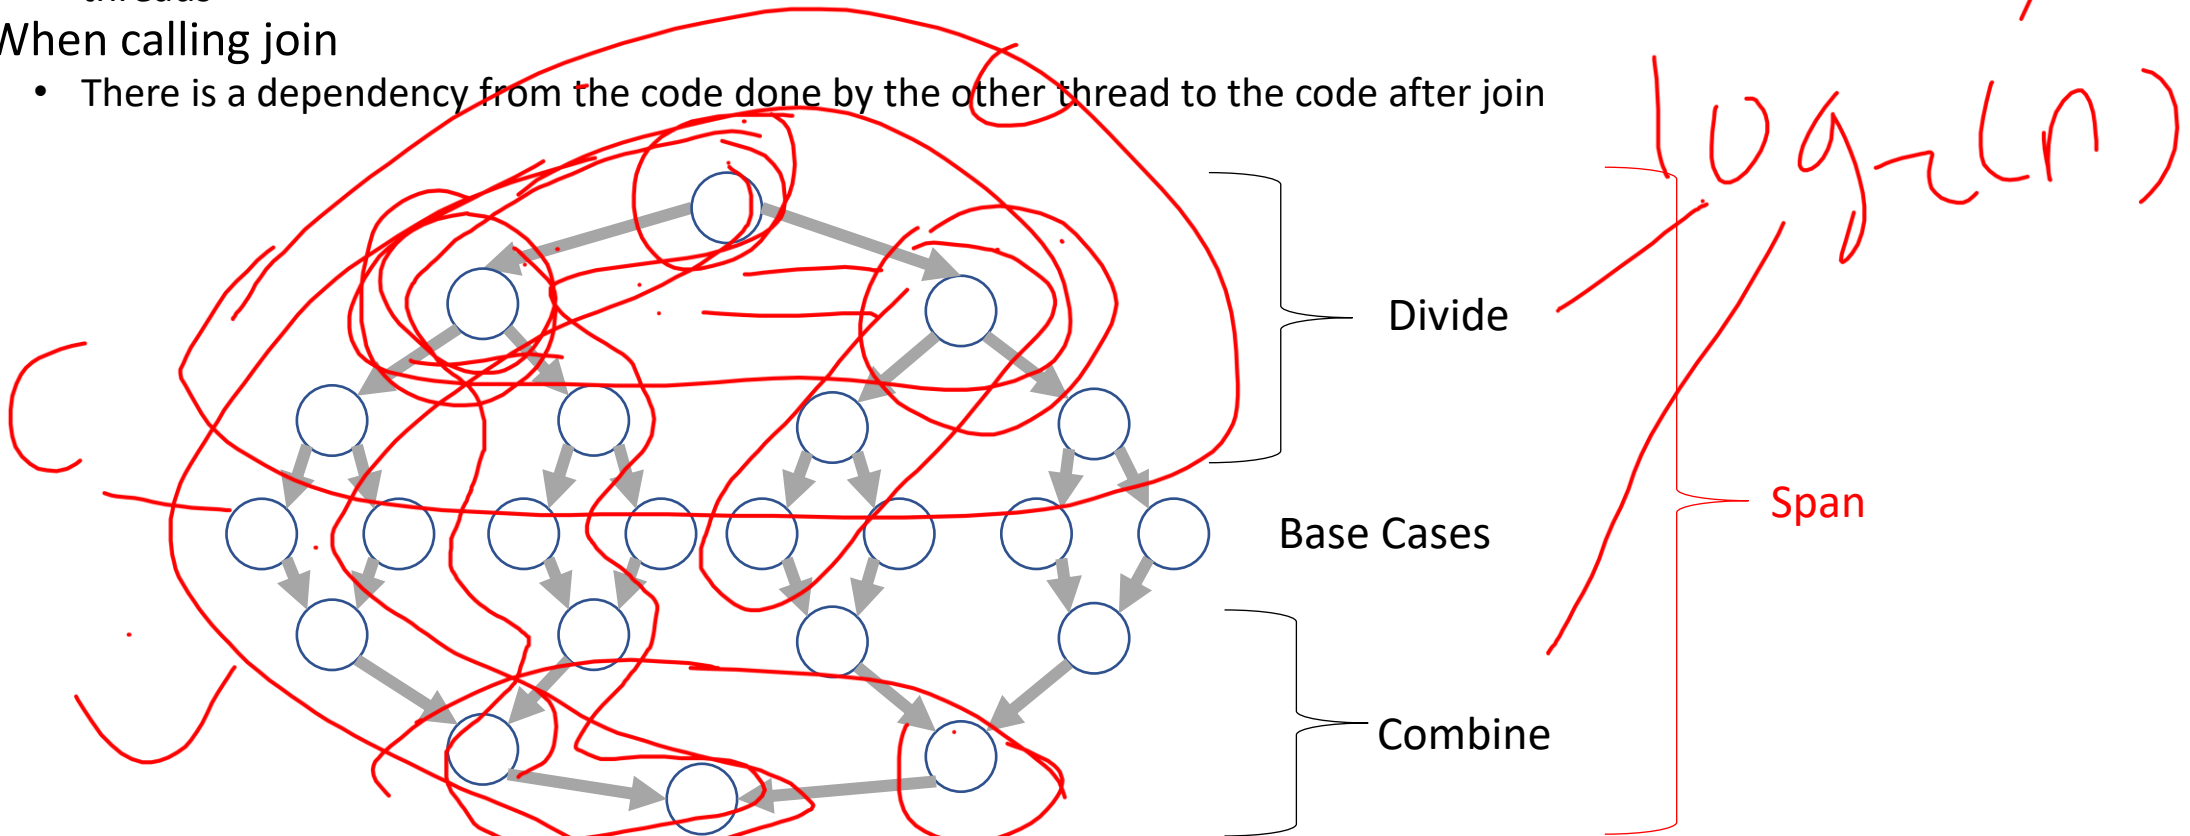 threads
When calling join
• There is a dependency from the code done by the other thread to the code after join
log₂(n)
Divide
Span
Base Cases
Combine